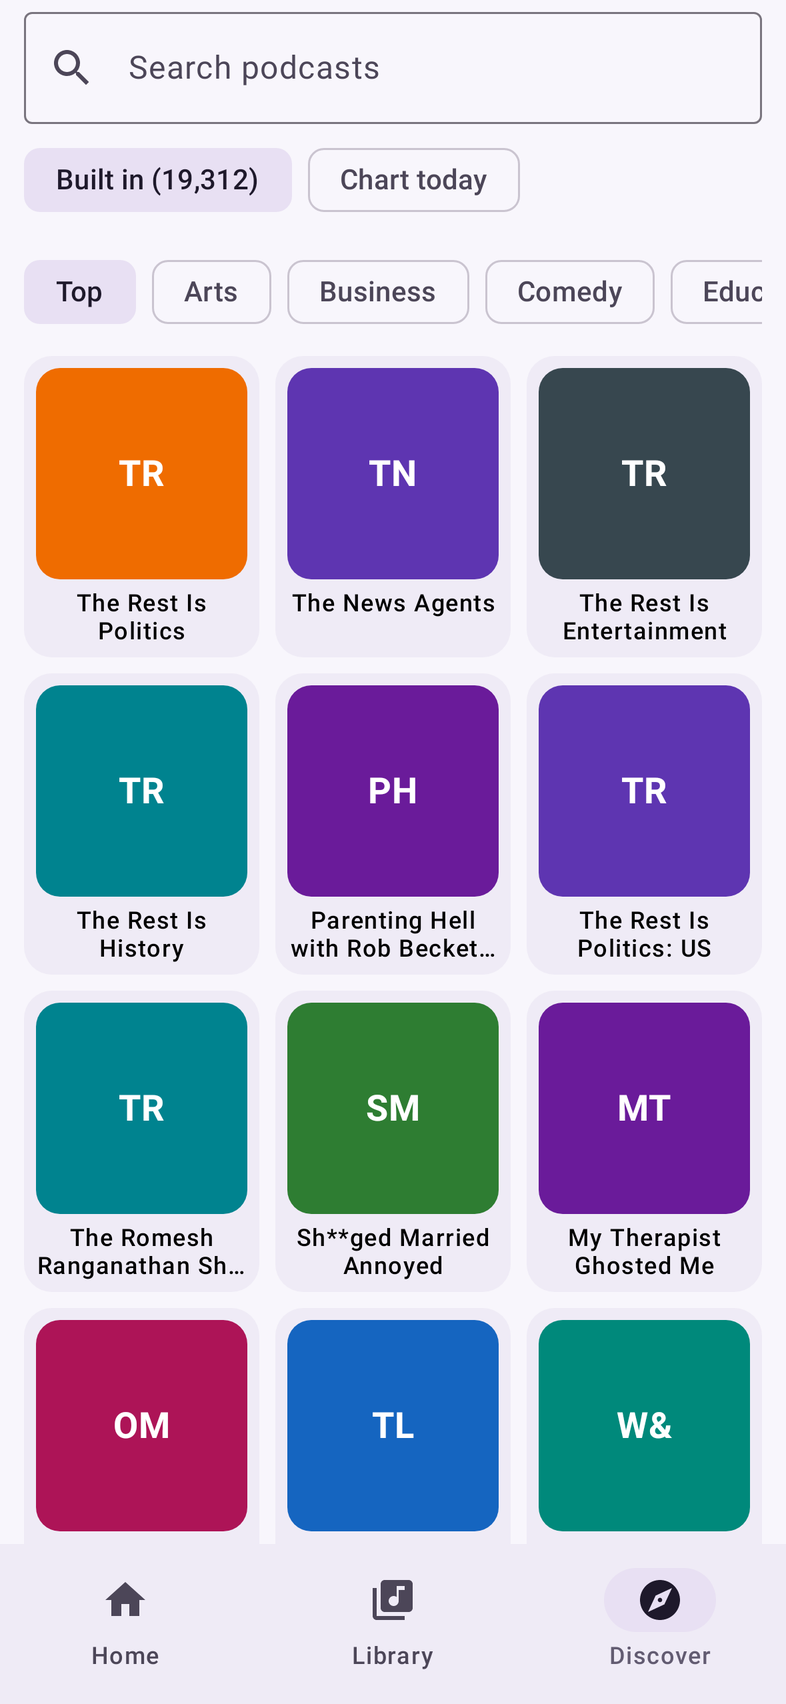 Search podcasts
Built in (19,312)
Chart today
Top
Arts
Business
Comedy
Educ
TR
TN
TR
The Rest Is
Politics
The News Agents
The Rest Is
Entertainment
TR
PH
TR
The Rest Is
History
Parenting Hell
with Rob Becket…
The Rest Is
Politics: US
TR
SM
MT
The Romesh
Ranganathan Sh…
Sh**ged Married
Annoyed
My Therapist
Ghosted Me
OM
TL
W&
Home
Library
Discover